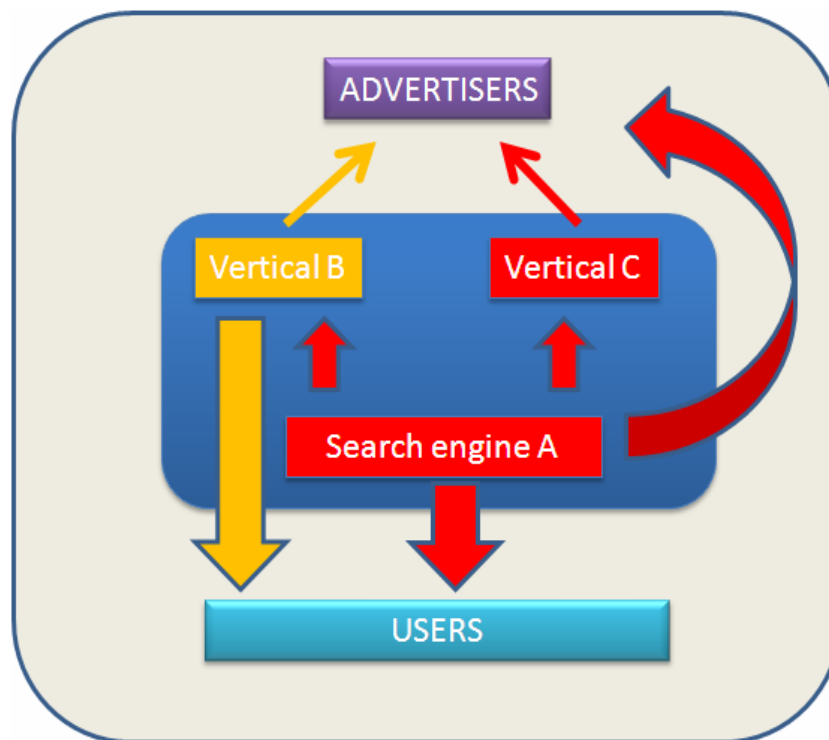 ADVERTISERS
Vertical B
Vertical C
Search engine A
USERS